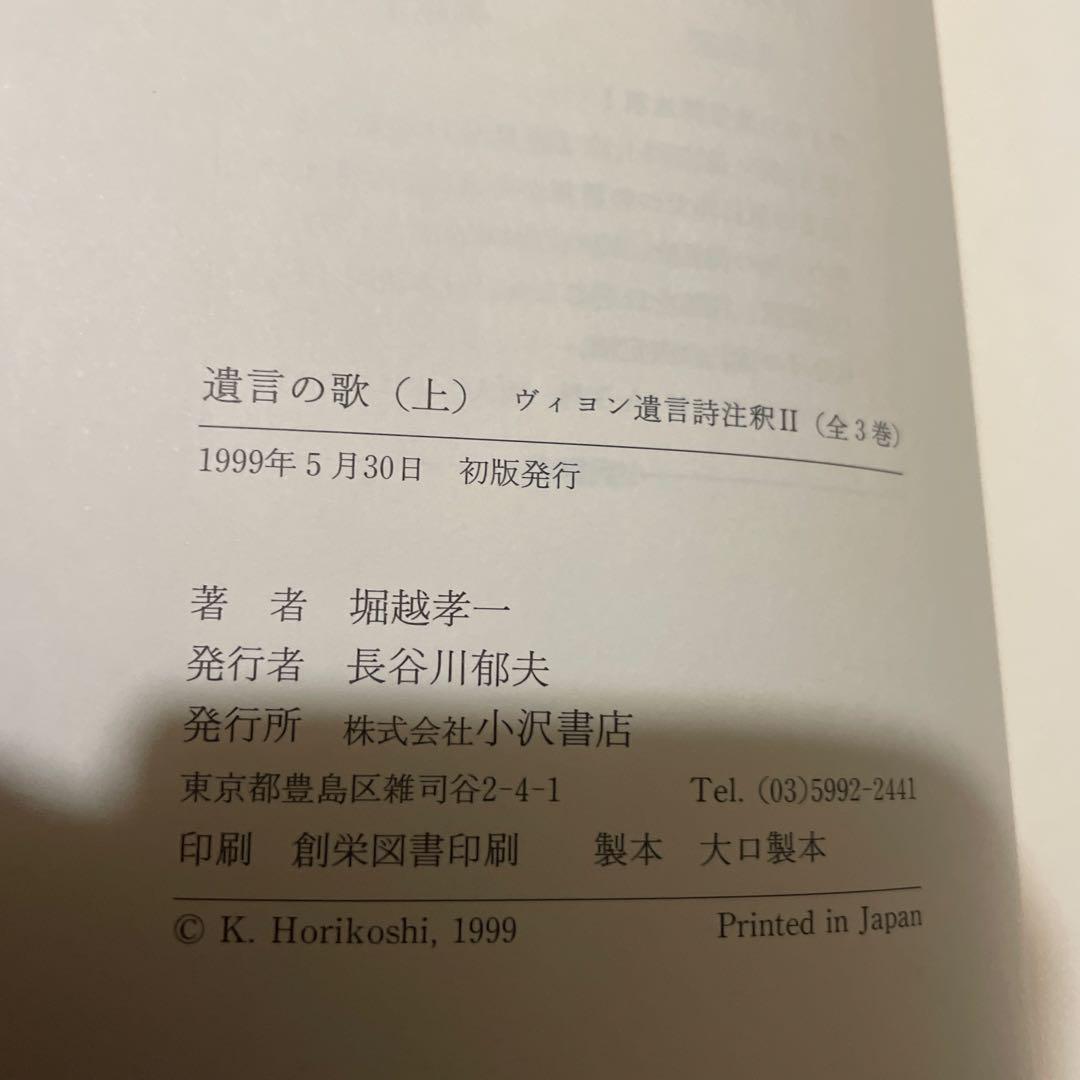 遺言の歌（上） ヴィヨン遺言詩注釈II（全3巻）
1999年5月30日 初版発行
著 者 堀越孝一
発行者 長谷川郁夫
発行所 株式会社小沢書店
東京都豊島区雑司谷2-4-1 Tel. (03)5992-2441
印刷 創栄図書印刷 製本 大口製本
© K. Horikoshi, 1999 Printed in Japan